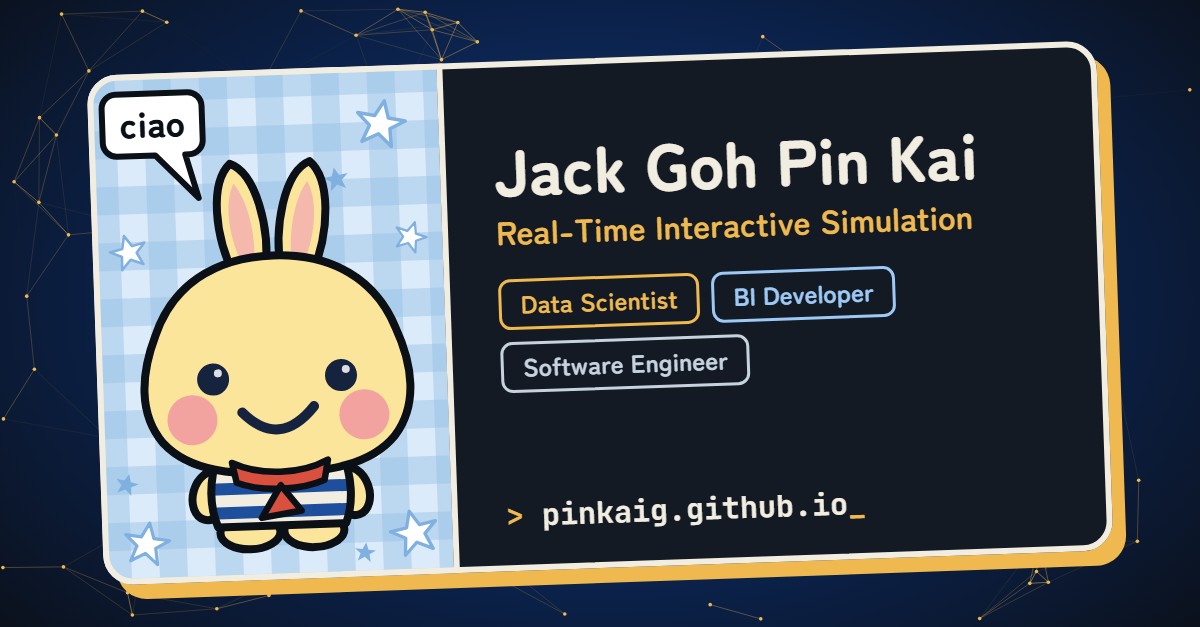 ciao
Jack Goh Pin Kai
Real-Time Interactive Simulation
Data Scientist
BI Developer
Software Engineer
> pinkaig.github.io_